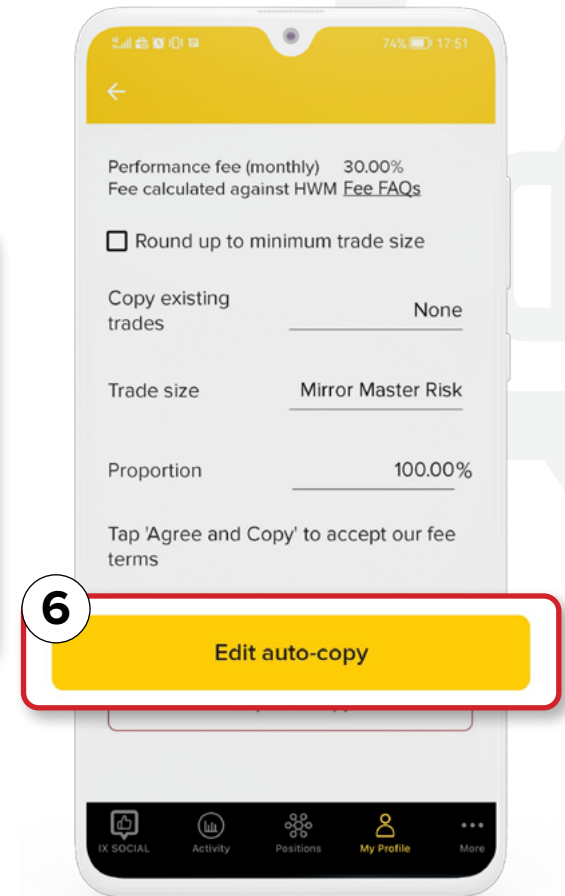 74% 17:51
Performance fee (monthly) 30.00%
Fee calculated against HWM Fee FAQs
Round up to minimum trade size
Copy existing
trades
None
Trade size Mirror Master Risk
Proportion 100.00%
Tap 'Agree and Copy' to accept our fee
terms
6
Edit auto-copy
IX SOCIAL Activity Positions My Profile More